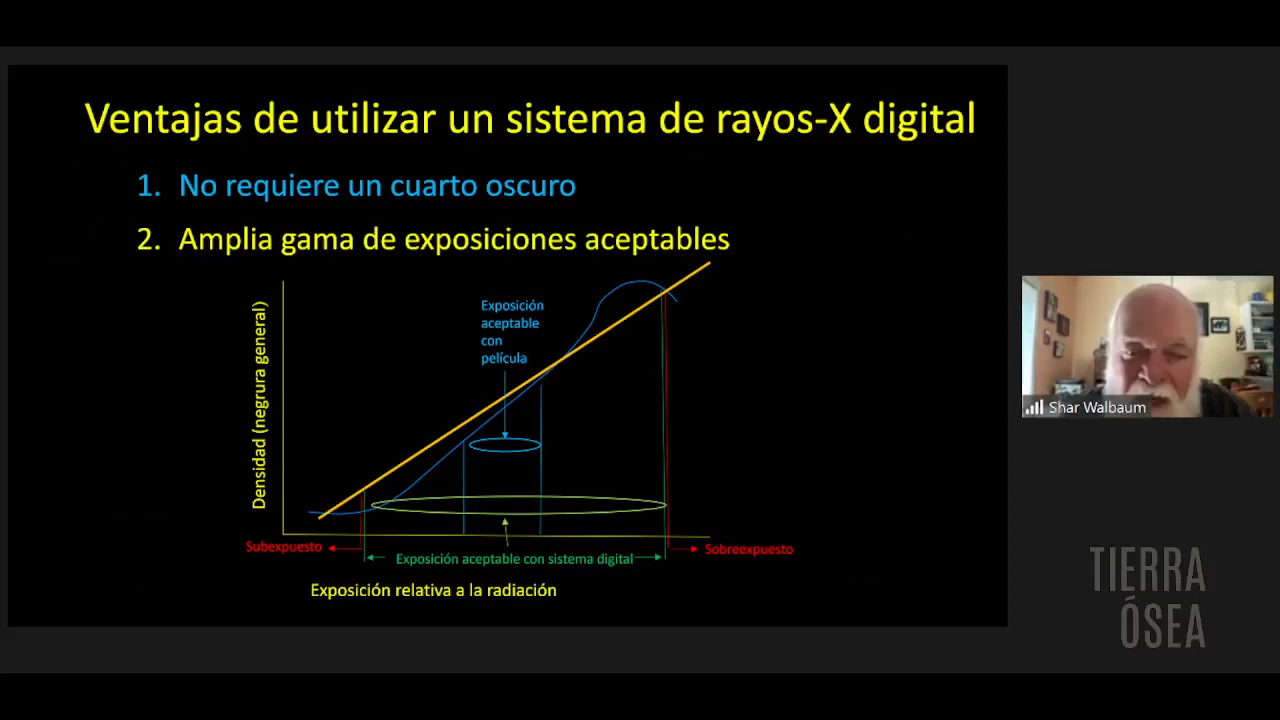 Ventajas de utilizar un sistema de rayos-X digital
1. No requiere un cuarto oscuro
2. Amplia gama de exposiciones aceptables
Exposición
aceptable
con
película
Densidad (negrura general)
Subexpuesto
Exposición aceptable con sistema digital
Sobreexpuesto
Exposición relativa a la radiación
Shar Walbaum
TIERRA
ÓSEA